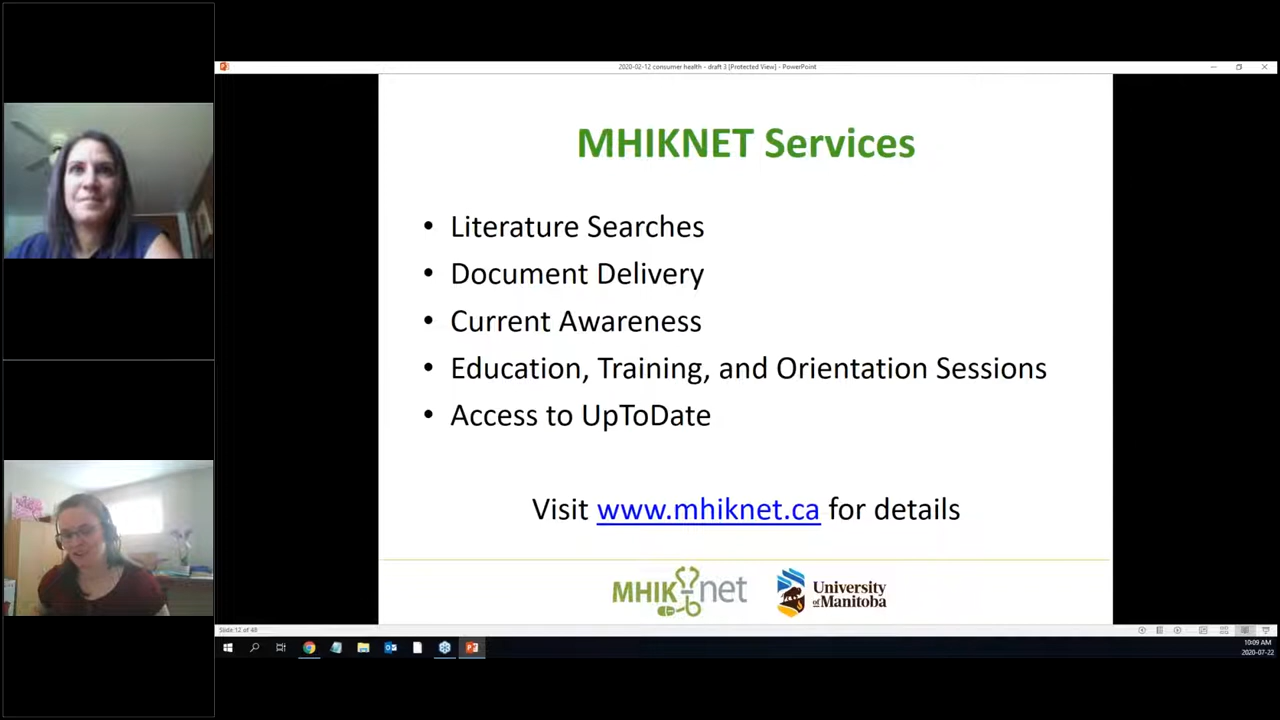 2020-02-12 consumer health - draft 3 [Protected View] - PowerPoint
MHIKNET Services
• Literature Searches
• Document Delivery
• Current Awareness
• Education, Training, and Orientation Sessions
• Access to UpToDate
Visit www.mhiknet.ca for details
MHIKnet
University
of Manitoba
Slide 12 of 48
10:09 AM
2020-07-22